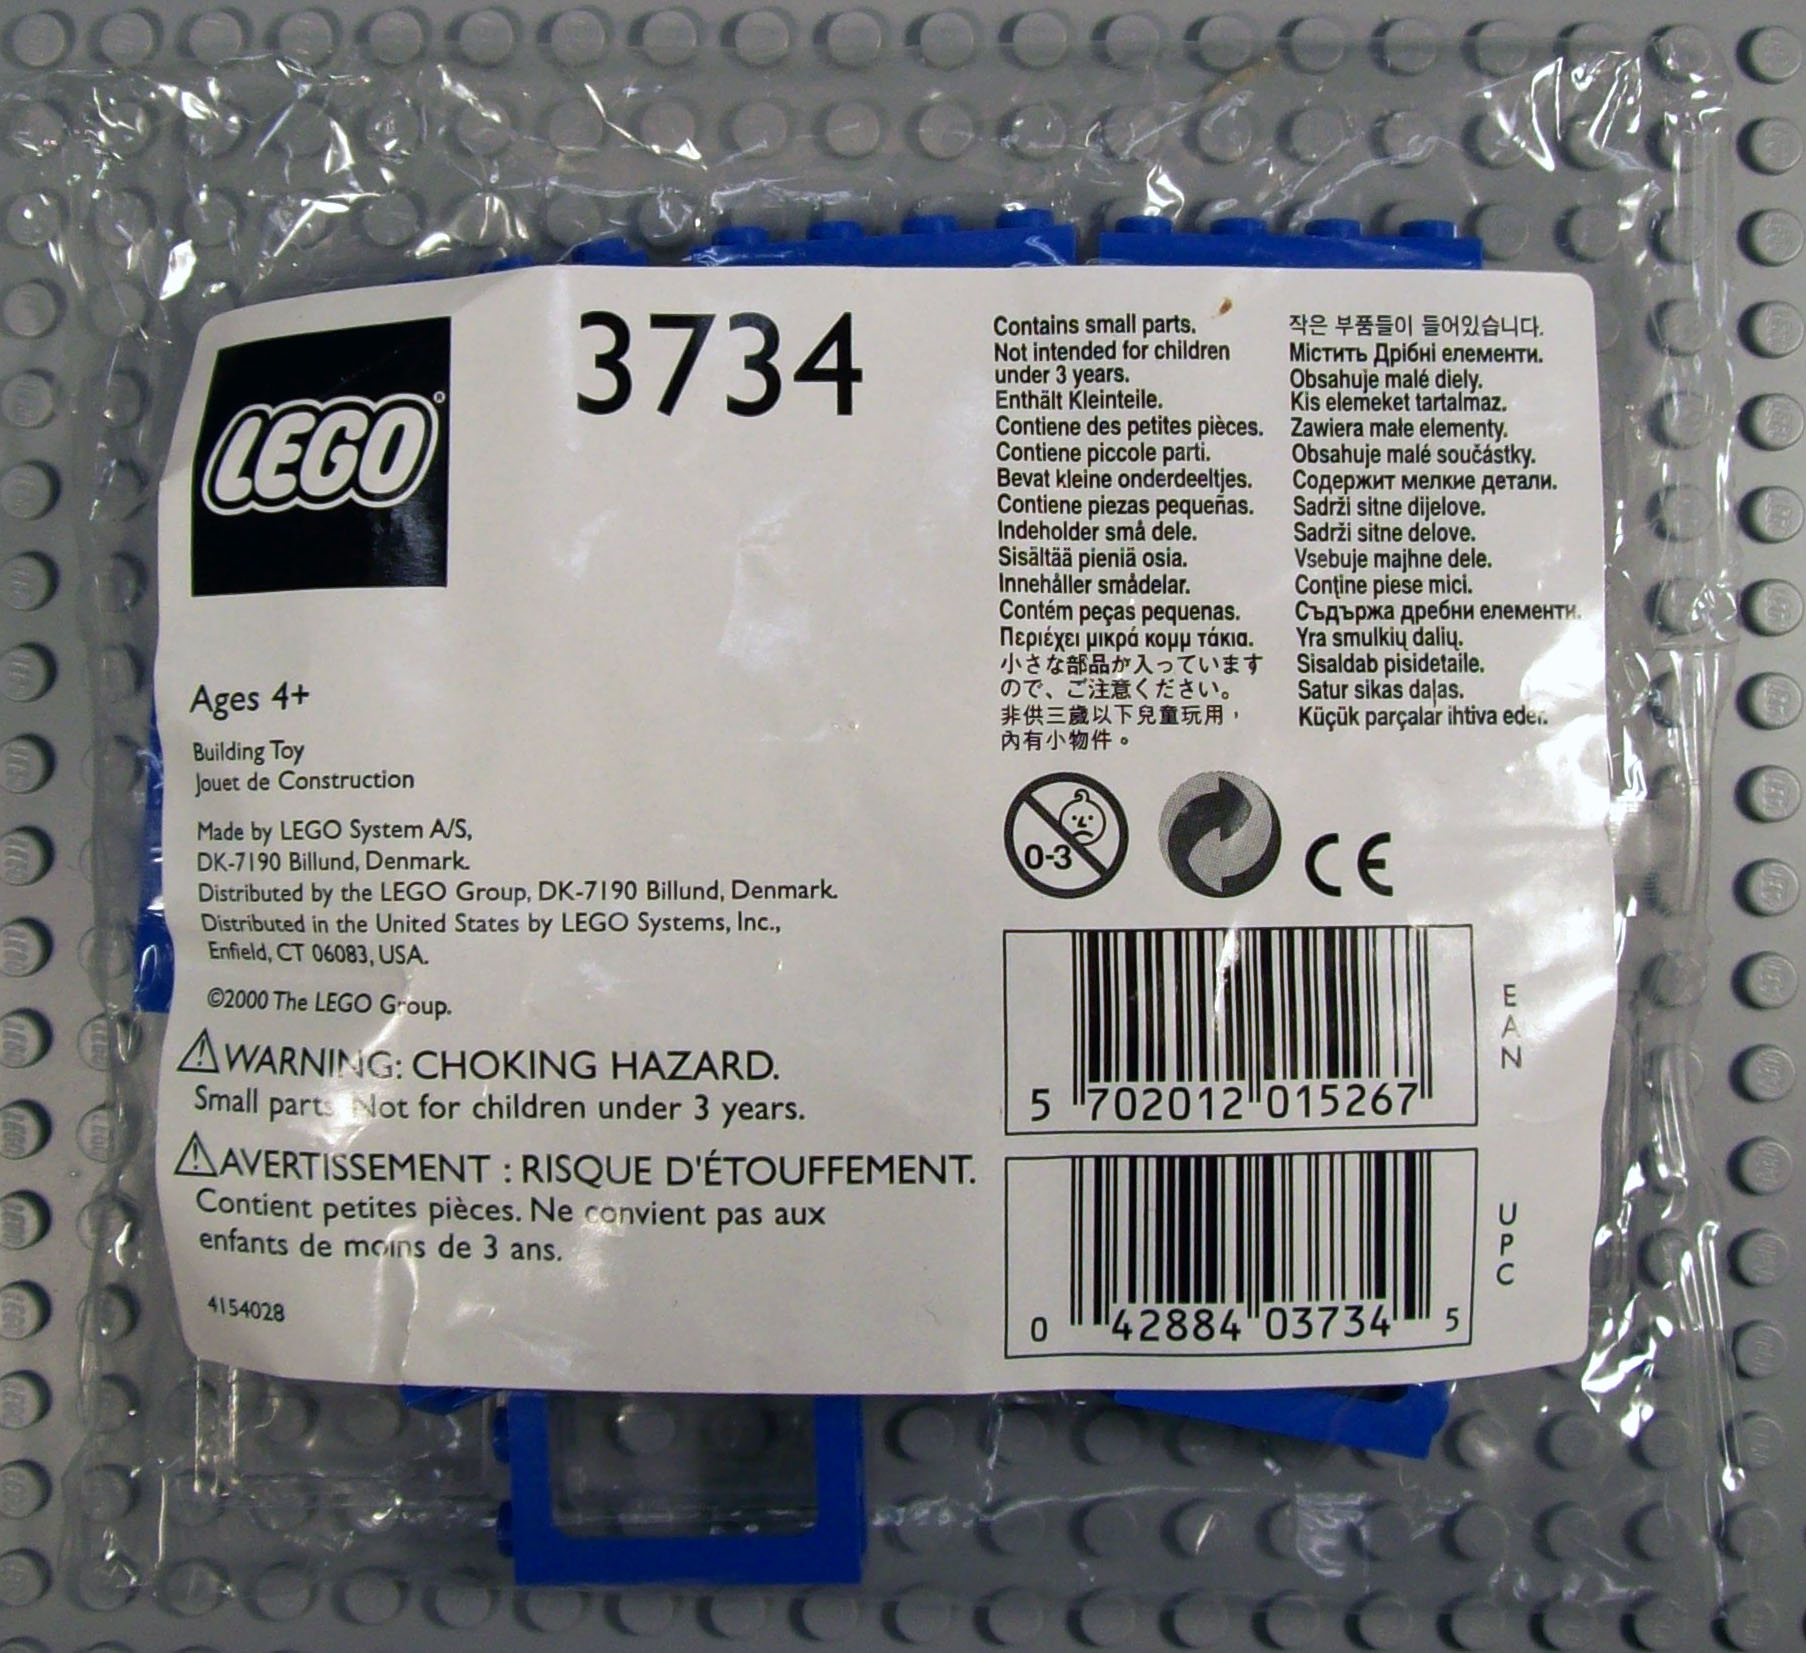 LEGO®
3734
Ages 4+
Building Toy
Jouet de Construction
Made by LEGO System A/S,
DK-7190 Billund, Denmark.
Distributed by the LEGO Group, DK-7190 Billund, Denmark.
Distributed in the United States by LEGO Systems, Inc.,
Enfield, CT 06083, USA.
©2000 The LEGO Group.
⚠WARNING: CHOKING HAZARD.
Small parts. Not for children under 3 years.
⚠AVERTISSEMENT : RISQUE D'ÉTOUFFEMENT.
Contient petites pièces. Ne convient pas aux
enfants de moins de 3 ans.
4154028
Contains small parts.
Not intended for children
under 3 years.
Enthält Kleinteile.
Contiene des petites pièces.
Contiene piccole parti.
Bevat kleine onderdeeltjes.
Contiene piezas pequeñas.
Indeholder små dele.
Sisältää pieniä osia.
Innehåller smådelar.
Contém peças pequenas.
Περιέχει μικρά κομμ τάκια.
小さな部品が入っています
ので、ご注意ください。
非供三歲以下兒童玩用，
內有小物件。
작은 부품들이 들어있습니다.
Містить Дрібні елементи.
Obsahuje malé diely.
Kis elemeket tartalmaz.
Zawiera małe elementy.
Obsahuje malé součástky.
Содержит мелкие детали.
Sadrži sitne dijelove.
Sadrži sitne delove.
Vsebuje majhne dele.
Conţine piese mici.
Съдържа дребни елементи.
Yra smulkių dalių.
Sisaldab pisidetaile.
Satur sikas daļas.
Küçük parçalar ihtiva eder.
0-3
CE
5 702012 015267
EAN
0 42884 03734 5
UPC